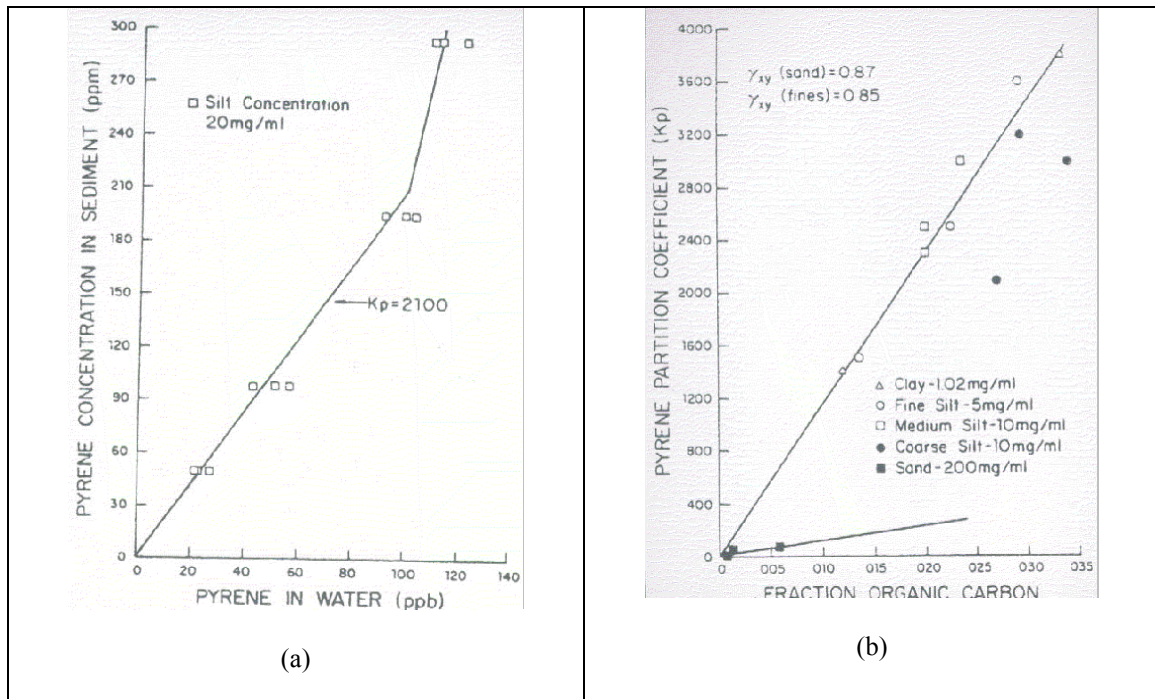 300
270
240
210
180
150
120
90
60
30
0
PYRENE CONCENTRATION IN SEDIMENT (ppm)
□ Silt Concentration
20mg/ml
Kp=2100
0 20 40 60 80 100 120 140
PYRENE IN WATER (ppb)
(a)
4000
3600
3200
2800
2400
2000
1600
1200
800
400
0
PYRENE PARTITION COEFFICIENT (Kp)
γxy (sand)=0.87
γxy (fines)=0.85
△ Clay-1.02mg/ml
○ Fine Silt-5mg/ml
□ Medium Silt-10mg/ml
● Coarse Silt-10mg/ml
■ Sand-200mg/ml
0 005 010 015 020 025 030 035
FRACTION ORGANIC CARBON
(b)